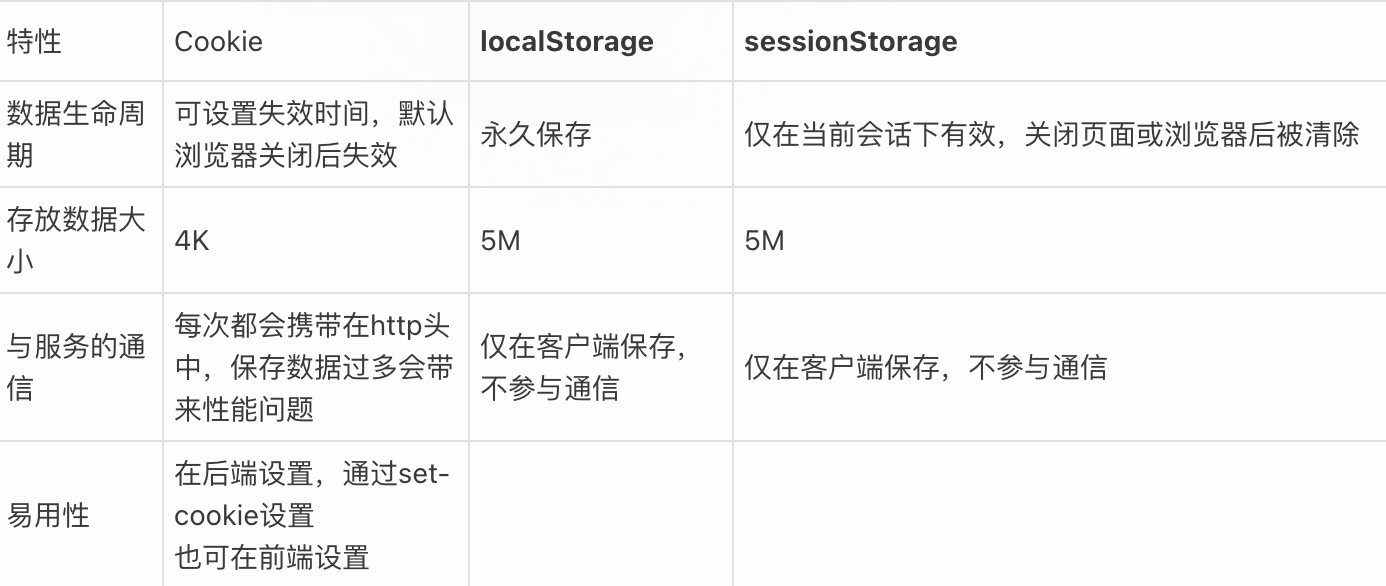 特性
Cookie
localStorage
sessionStorage
数据生命周
期
可设置失效时间，默认
浏览器关闭后失效
永久保存
仅在当前会话下有效，关闭页面或浏览器后被清除
存放数据大
小
4K
5M
5M
与服务的通
信
每次都会携带在http头
中，保存数据过多会带
来性能问题
仅在客户端保存，
不参与通信
仅在客户端保存，不参与通信
易用性
在后端设置，通过set-
cookie设置
也可在前端设置